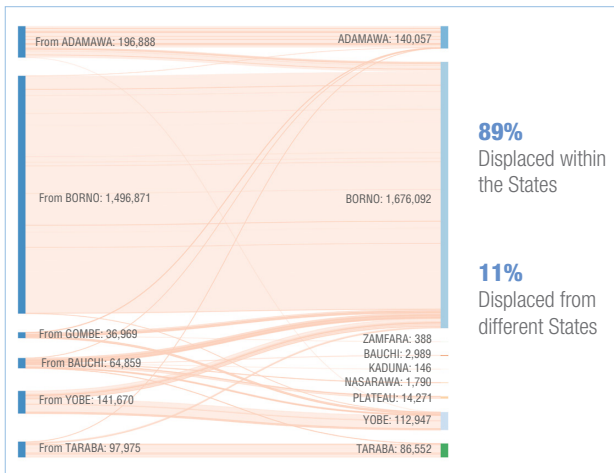 From ADAMAWA: 196,888
From BORNO: 1,496,871
From GOMBE: 36,969
From BAUCHI: 64,859
From YOBE: 141,670
From TARABA: 97,975
ADAMAWA: 140,057
BORNO: 1,676,092
ZAMFARA: 388
BAUCHI: 2,989
KADUNA: 146
NASARAWA: 1,790
PLATEAU: 14,271
YOBE: 112,947
TARABA: 86,552
89%
Displaced within
the States
11%
Displaced from
different States